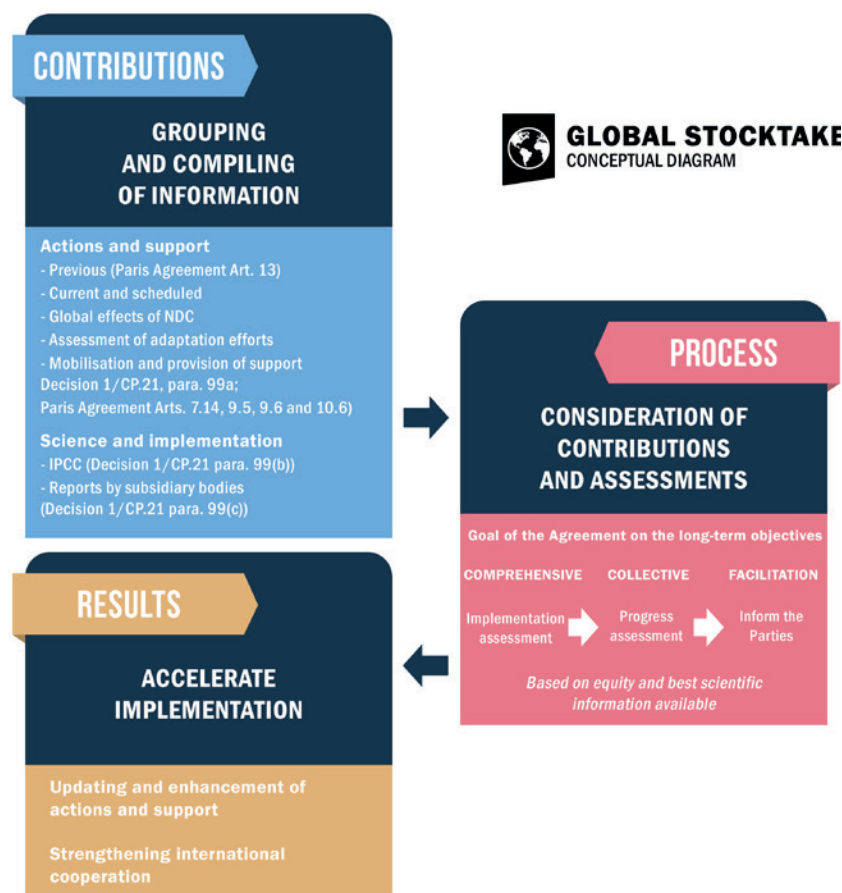 CONTRIBUTIONS
GROUPING
AND COMPILING
OF INFORMATION
Actions and support
- Previous (Paris Agreement Art. 13)
- Current and scheduled
- Global effects of NDC
- Assessment of adaptation efforts
- Mobilisation and provision of support
Decision 1/CP.21, para. 99a;
Paris Agreement Arts. 7.14, 9.5, 9.6 and 10.6)
Science and implementation
- IPCC (Decision 1/CP.21 para. 99(b))
- Reports by subsidiary bodies
(Decision 1/CP.21 para. 99(c))
GLOBAL STOCKTAKE
CONCEPTUAL DIAGRAM
PROCESS
CONSIDERATION OF
CONTRIBUTIONS
AND ASSESSMENTS
Goal of the Agreement on the long-term objectives
COMPREHENSIVE COLLECTIVE FACILITATION
Implementation assessment
Progress assessment
Inform the Parties
Based on equity and best scientific
information available
RESULTS
ACCELERATE
IMPLEMENTATION
Updating and enhancement of
actions and support
Strengthening international
cooperation